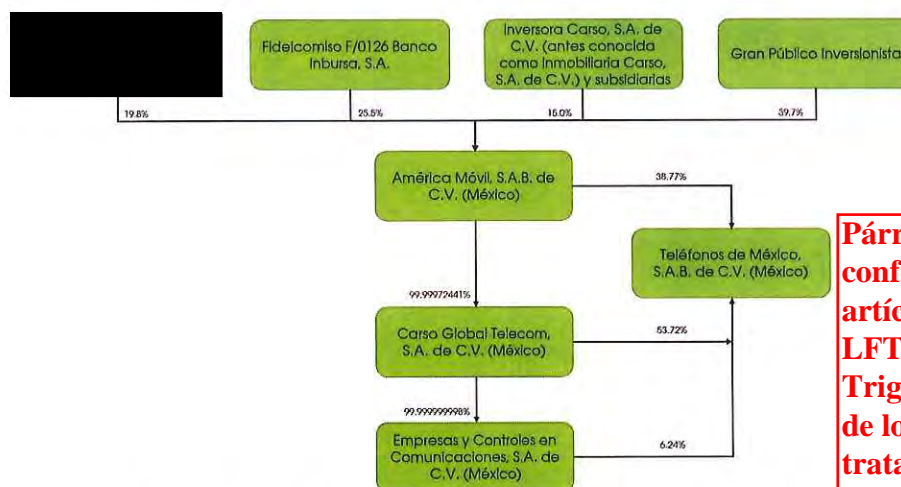 Fideicomiso F/0126 Banco
Inbursa, S.A.
Inversora Carso, S.A. de
C.V. (antes conocida
como Inmobiliaria Carso,
S.A. de C.V.) y subsidiarias
Gran Público Inversionista
19.8%
25.5%
15.0%
39.7%
América Móvil, S.A.B. de
C.V. (México)
38.77%
Teléfonos de México,
S.A.B. de C.V. (México)
99.99972441%
Carso Global Telecom,
S.A. de C.V. (México)
53.72%
99.999999998%
Empresas y Controles en
Comunicaciones, S.A. de
C.V. (México)
6.24%
Párr
conf
artíc
LFT
Trig
de lo
trata